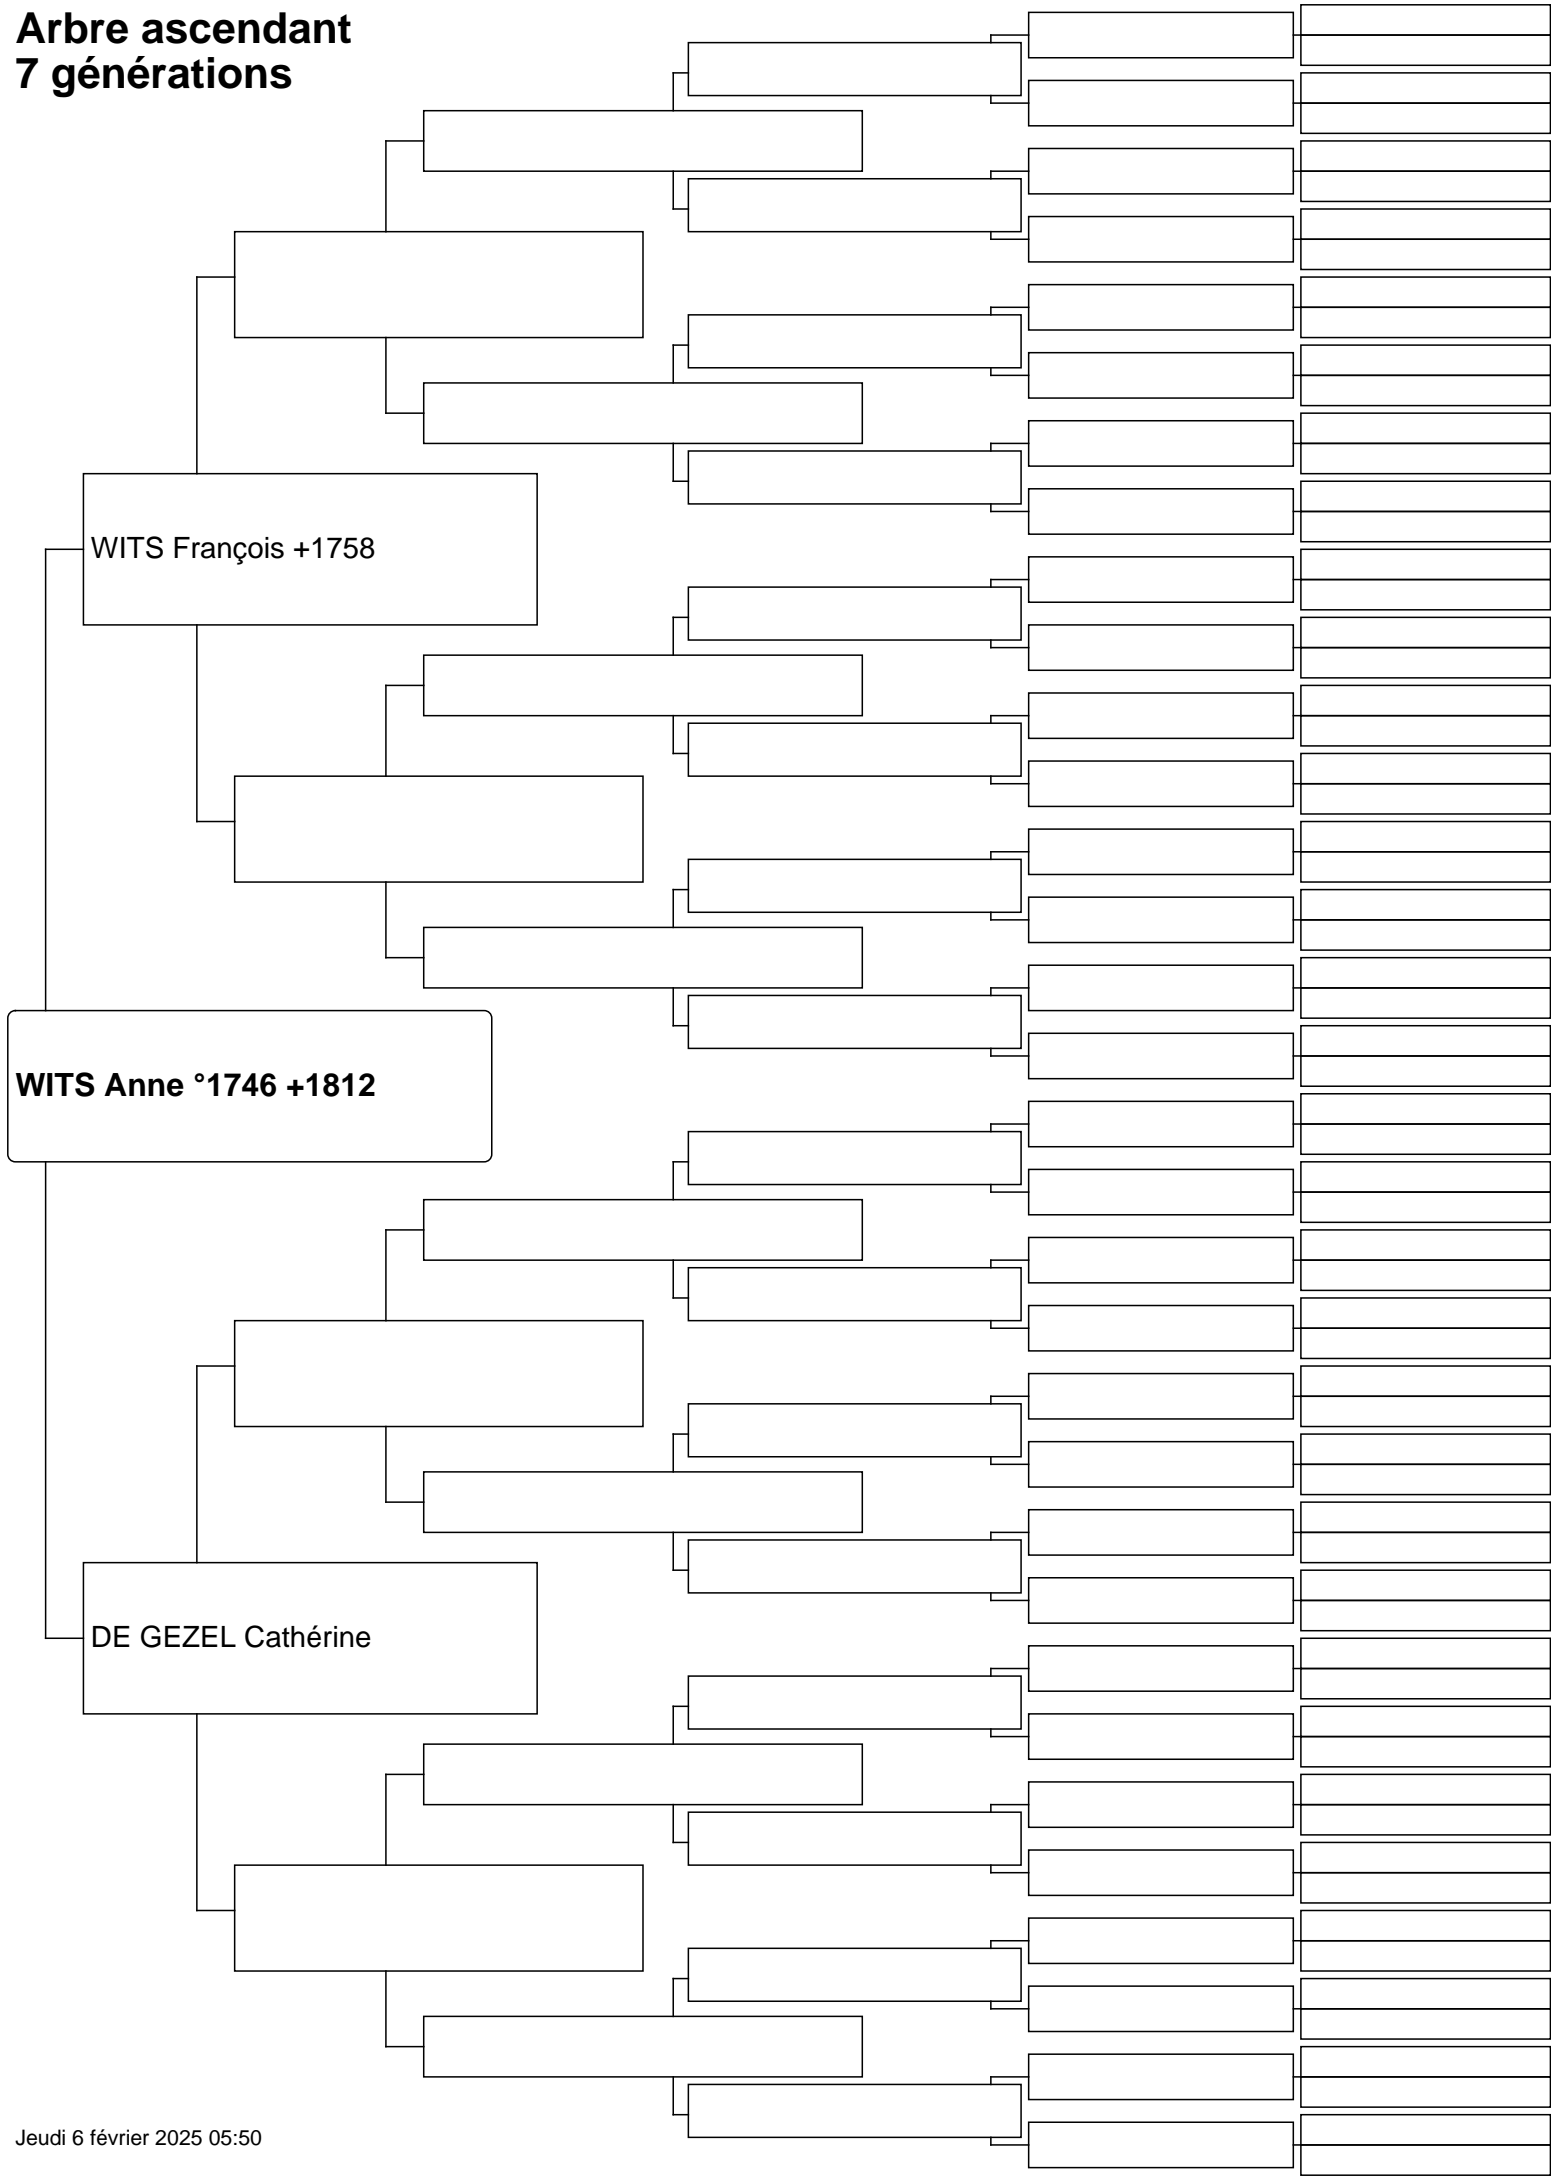 Arbre ascendant
7 générations
WITS François +1758
WITS Anne °1746 +1812
DE GEZEL Cathérine
Jeudi 6 février 2025 05:50